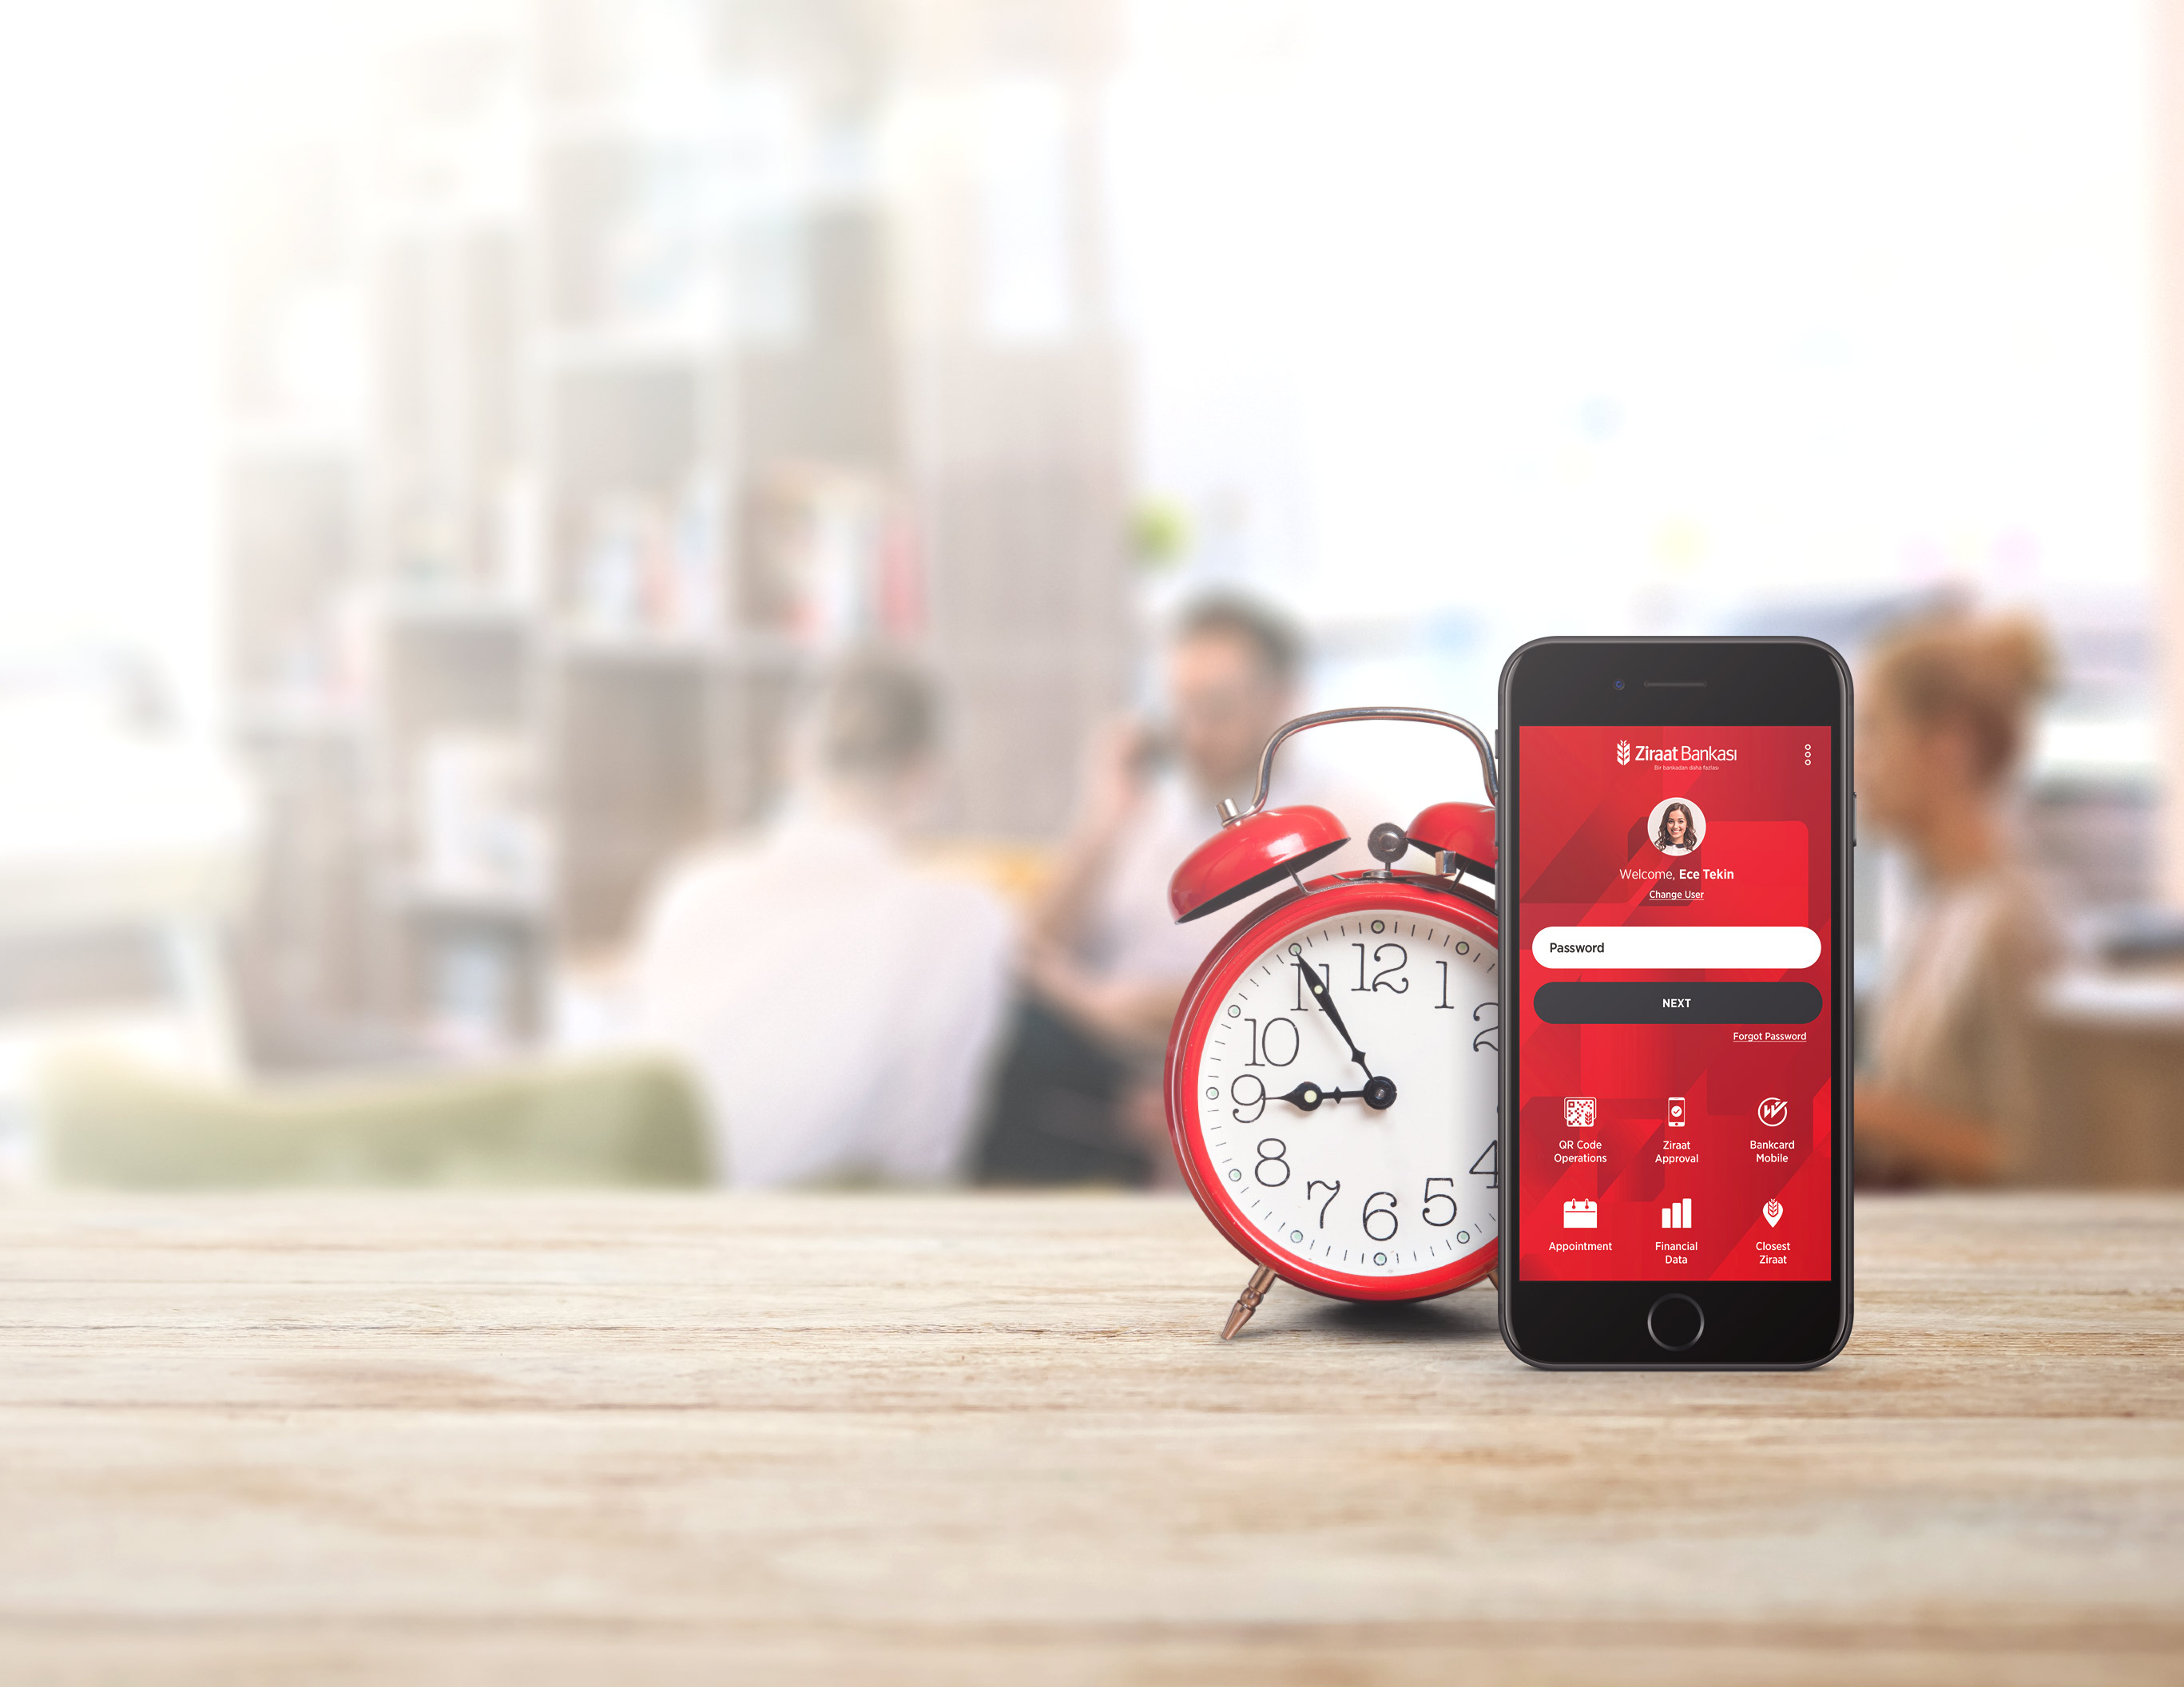 12
1
2
4
5
6
7
8
9
10
11
Ziraat Bankası
Bir bankadan daha fazlası
Welcome, Ece Tekin
Change User
Password
NEXT
Forgot Password
QR Code
Operations
Ziraat
Approval
Bankcard
Mobile
Appointment
Financial
Data
Closest
Ziraat